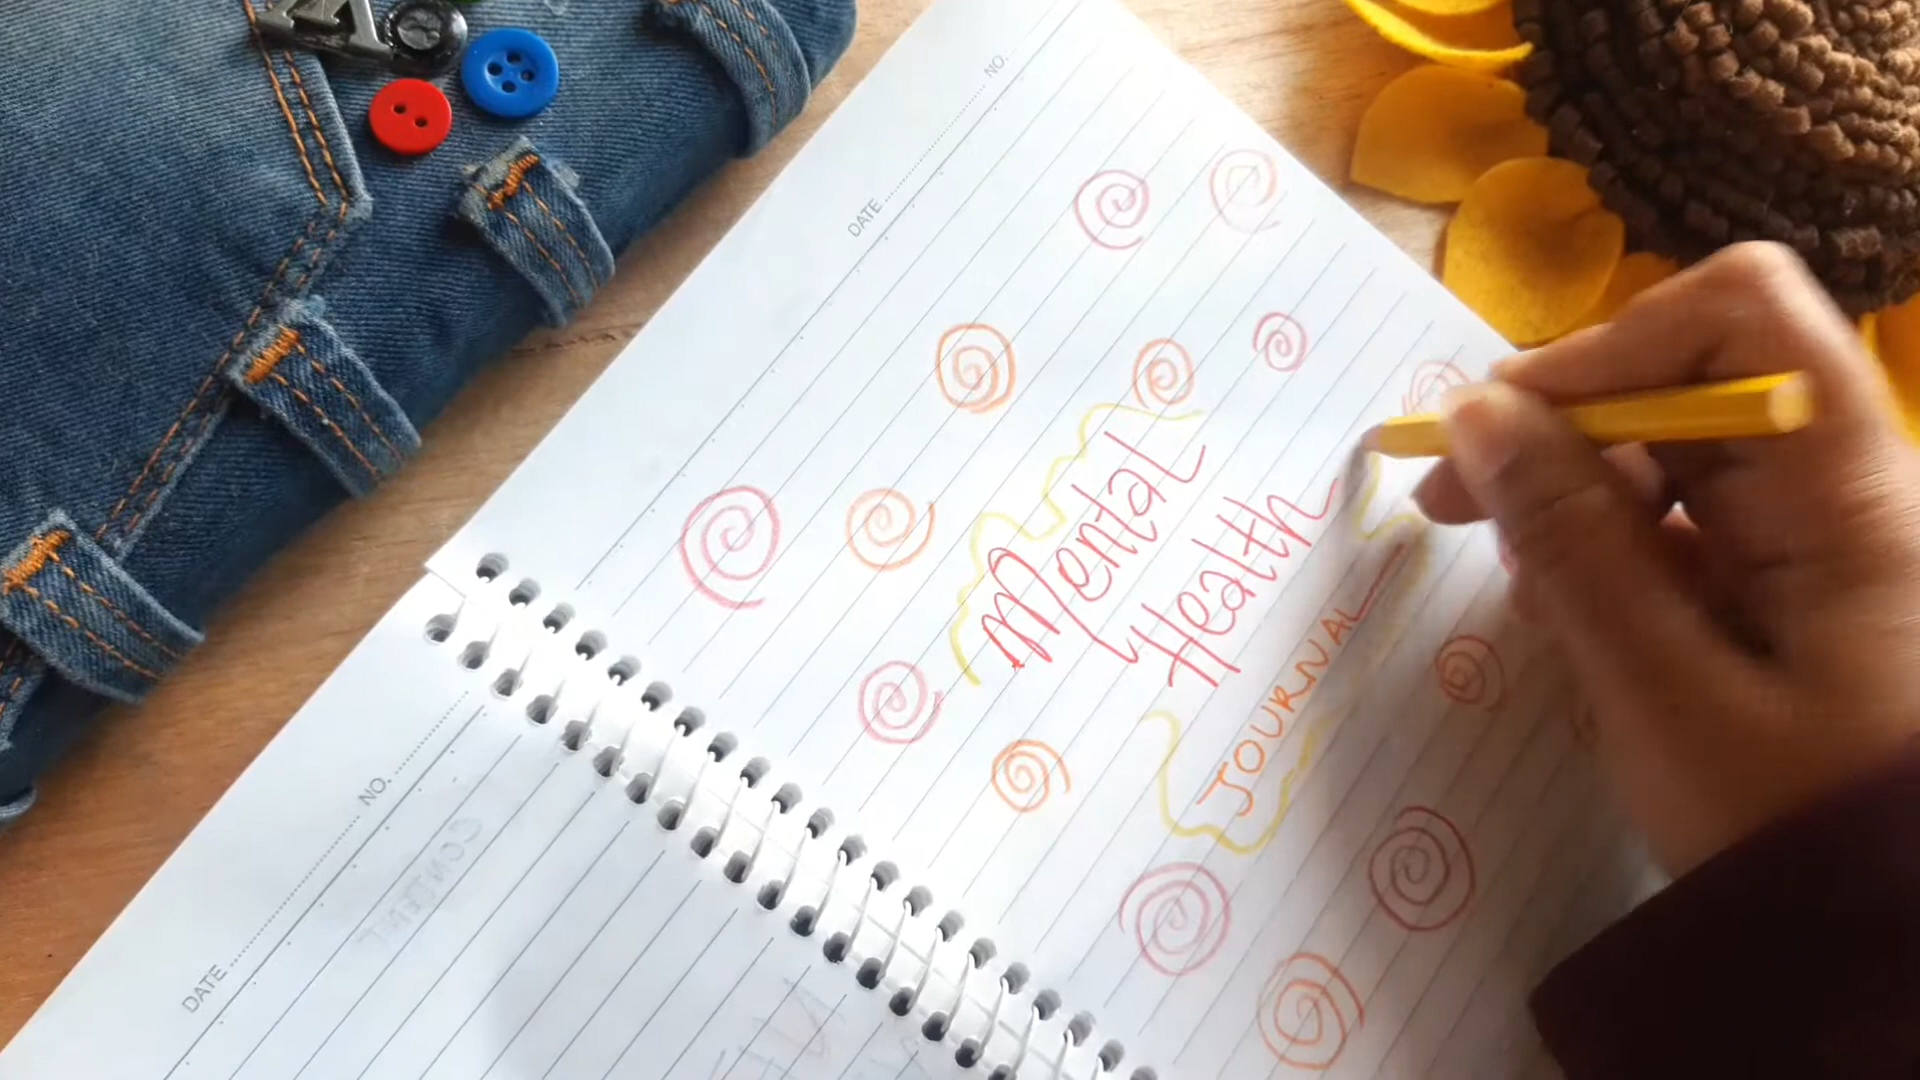 NO.
DATE
Mental
Health
JOURNAL
NO.
DATE